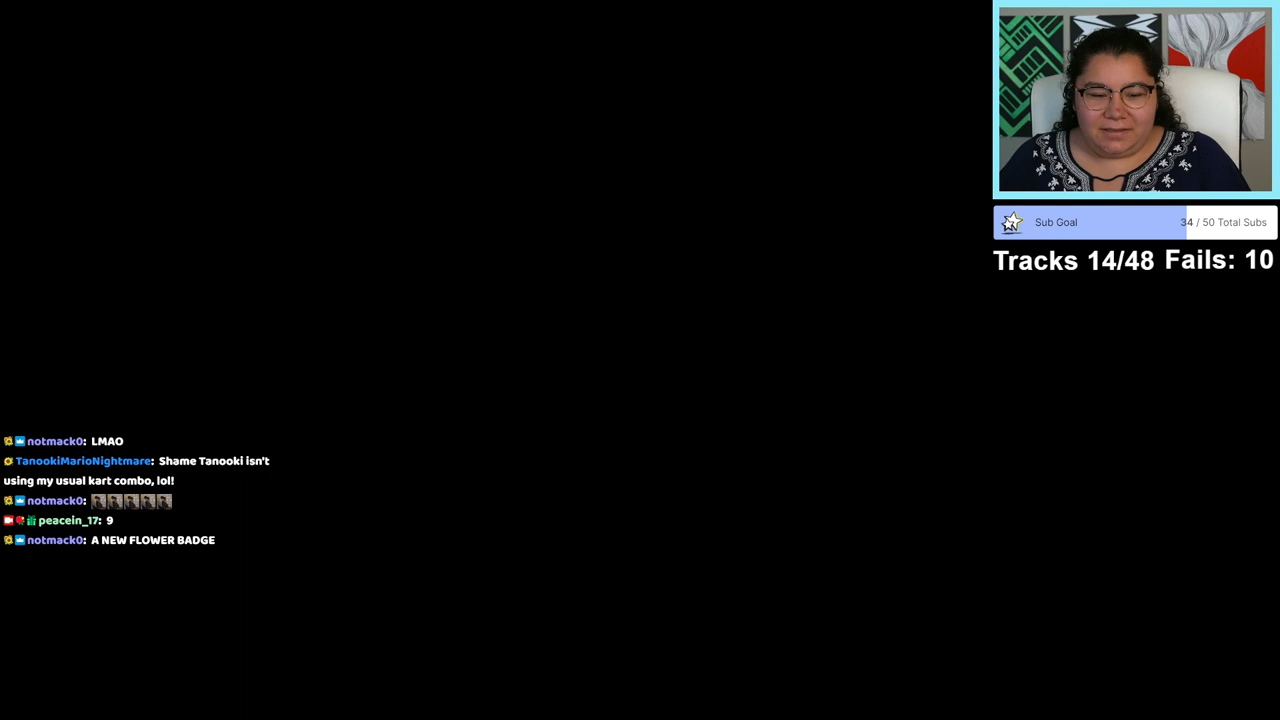 Sub Goal 34 / 50 Total Subs
Tracks 14/48 Fails: 10
notmack0: LMAO
TanookiMarioNightmare: Shame Tanooki isn't
using my usual kart combo, lol!
notmack0:
peacein_17: 9
notmack0: A NEW FLOWER BADGE